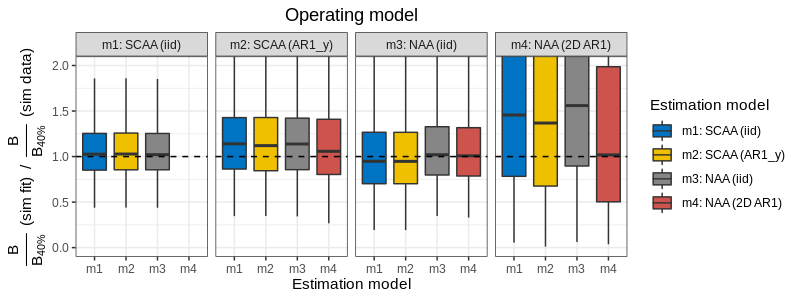 Operating model
m1: SCAA (iid)
m2: SCAA (AR1_y)
m3: NAA (iid)
m4: NAA (2D AR1)
B / B40% (sim fit) / B / B40% (sim data)
2.0
1.5
1.0
0.5
0.0
m1 m2 m3 m4
m1 m2 m3 m4
m1 m2 m3 m4
m1 m2 m3 m4
Estimation model
Estimation model
m1: SCAA (iid)
m2: SCAA (AR1_y)
m3: NAA (iid)
m4: NAA (2D AR1)